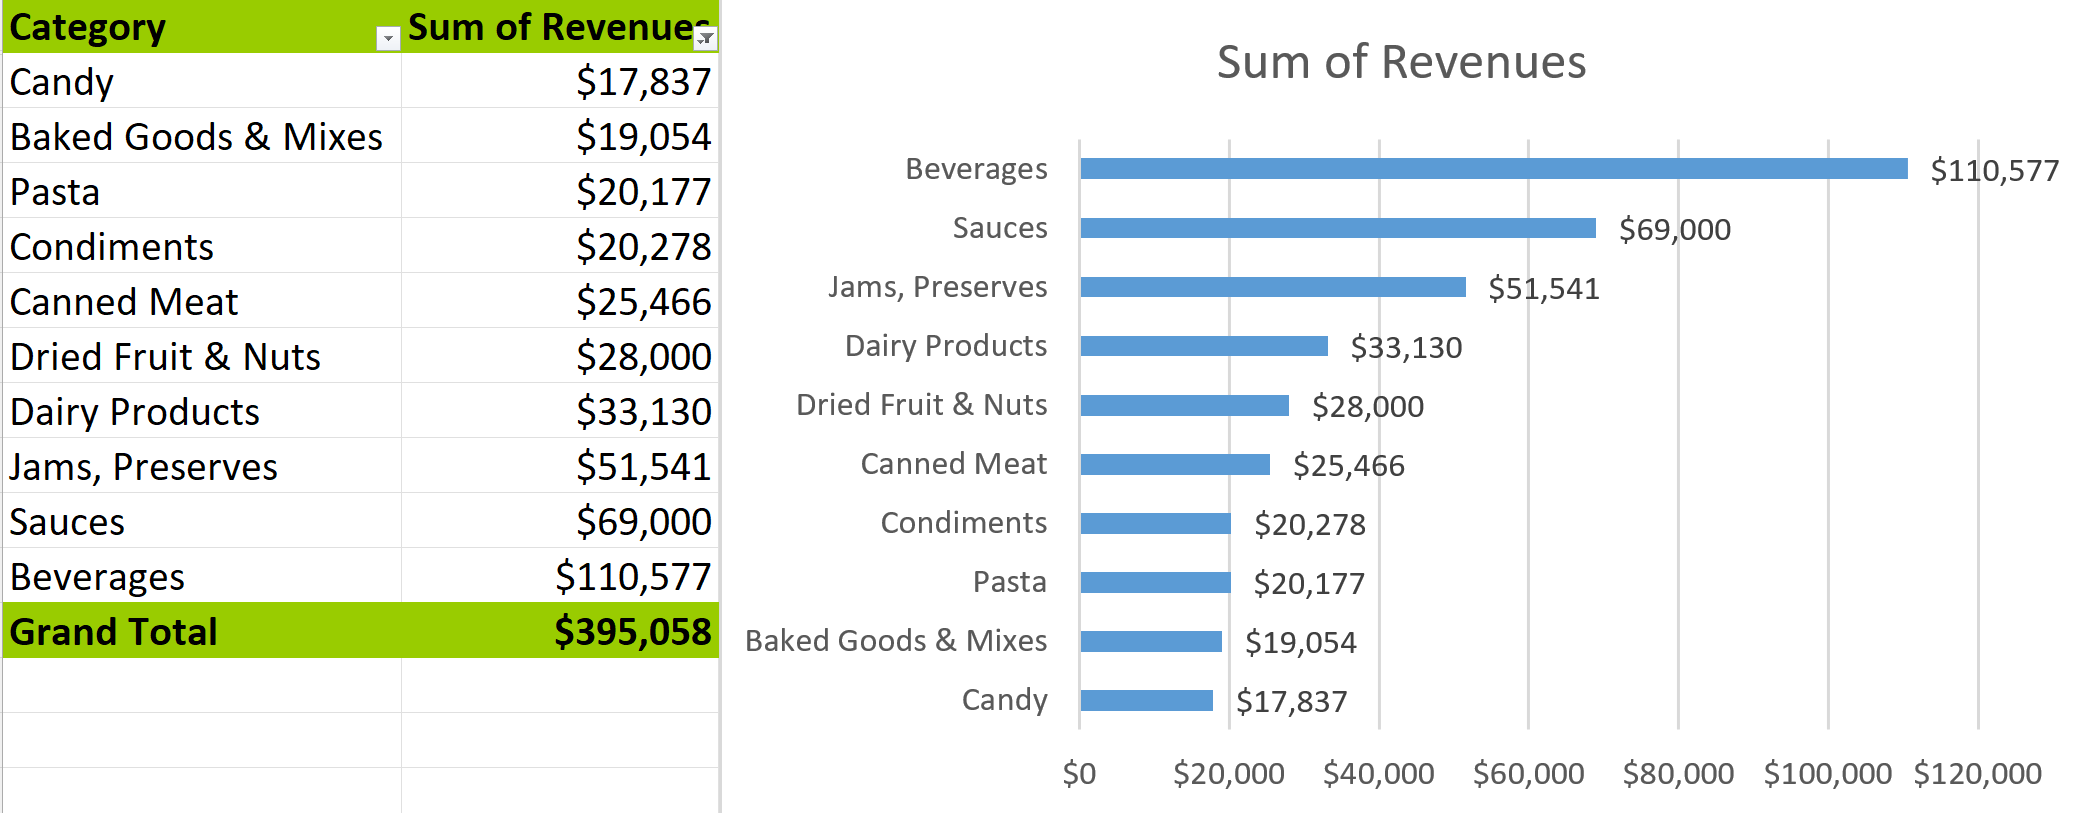 Category Sum of Revenues
Candy $17,837
Baked Goods & Mixes $19,054
Pasta $20,177
Condiments $20,278
Canned Meat $25,466
Dried Fruit & Nuts $28,000
Dairy Products $33,130
Jams, Preserves $51,541
Sauces $69,000
Beverages $110,577
Grand Total $395,058
Sum of Revenues
Beverages $110,577
Sauces $69,000
Jams, Preserves $51,541
Dairy Products $33,130
Dried Fruit & Nuts $28,000
Canned Meat $25,466
Condiments $20,278
Pasta $20,177
Baked Goods & Mixes $19,054
Candy $17,837
$0 $20,000 $40,000 $60,000 $80,000 $100,000 $120,000